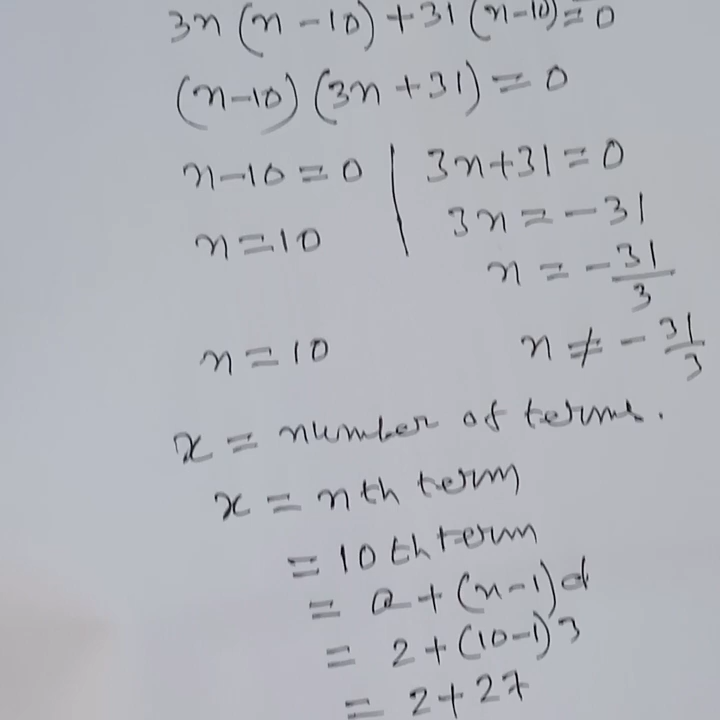 3n(n-10)+31(n-10)=0
(n-10)(3n+31)=0
n-10=0 | 3n+31=0
n=10 3n=-31
n=-31/3
n=10 n≠-31/3
x = number of terms.
x = nth term
= 10th term
= a+(n-1)d
= 2+(10-1)3
= 2+27